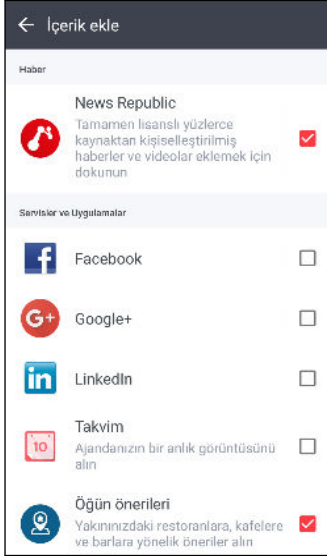 İçerik ekle
Haber
News Republic
Tamamen lisanslı yüzlerce
kaynaktan kişiselleştirilmiş
haberler ve videolar eklemek için
dokunun
Servisler ve Uygulamalar
f
Facebook
G+
Google+
in
LinkedIn
Takvim
10
Ajandanızın bir anlık görüntüsünü
alın
Öğün önerileri
Yakınınızdaki restoranlara, kafelere
ve barlara yönelik öneriler alın